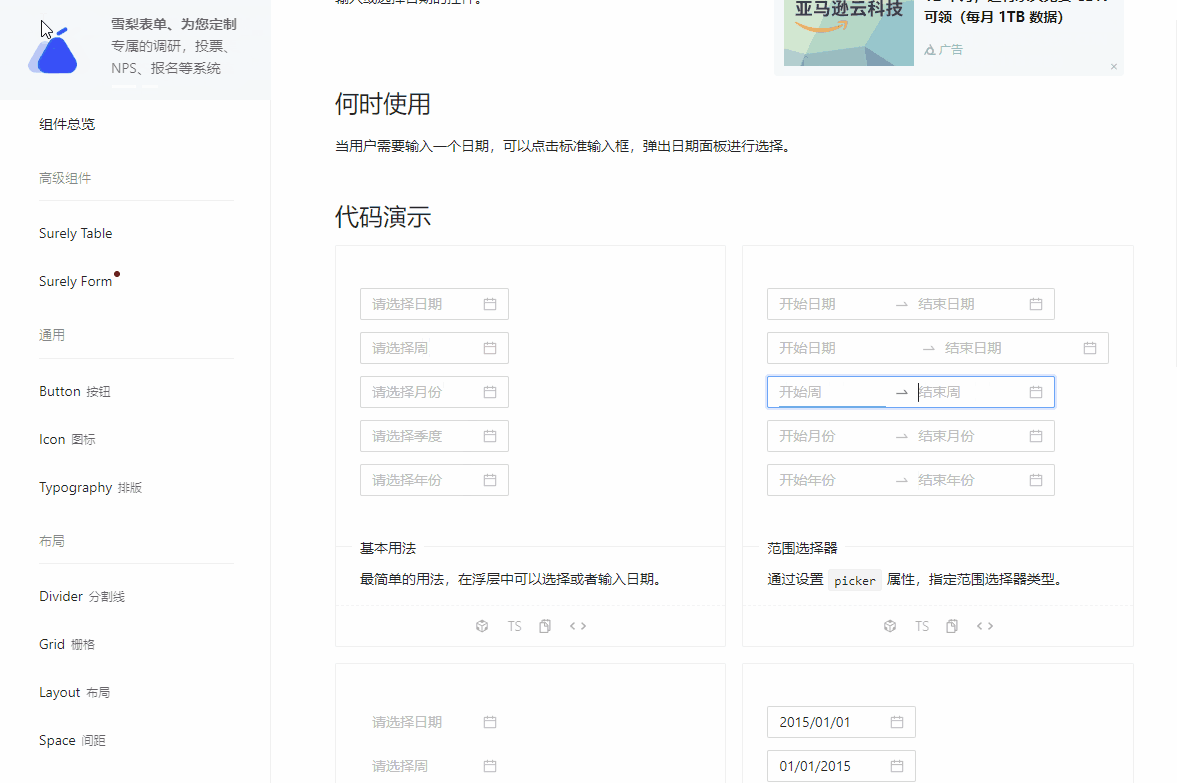 雪梨表单、为您定制
专属的调研，投票、
NPS、报名等系统
组件总览
高级组件
Surely Table
Surely Form
通用
Button 按钮
Icon 图标
Typography 排版
布局
Divider 分割线
Grid 栅格
Layout 布局
Space 间距
输入或选择日期的控件。
亚马逊云科技
可领（每月 1TB 数据）
广告
×
何时使用
当用户需要输入一个日期，可以点击标准输入框，弹出日期面板进行选择。
代码演示
请选择日期
请选择周
请选择月份
请选择季度
请选择年份
基本用法
最简单的用法，在浮层中可以选择或者输入日期。
TS
开始日期 结束日期
开始日期 结束日期
开始周 结束周
开始月份 结束月份
开始年份 结束年份
范围选择器
通过设置 picker 属性，指定范围选择器类型。
TS
请选择日期
请选择周
2015/01/01
01/01/2015